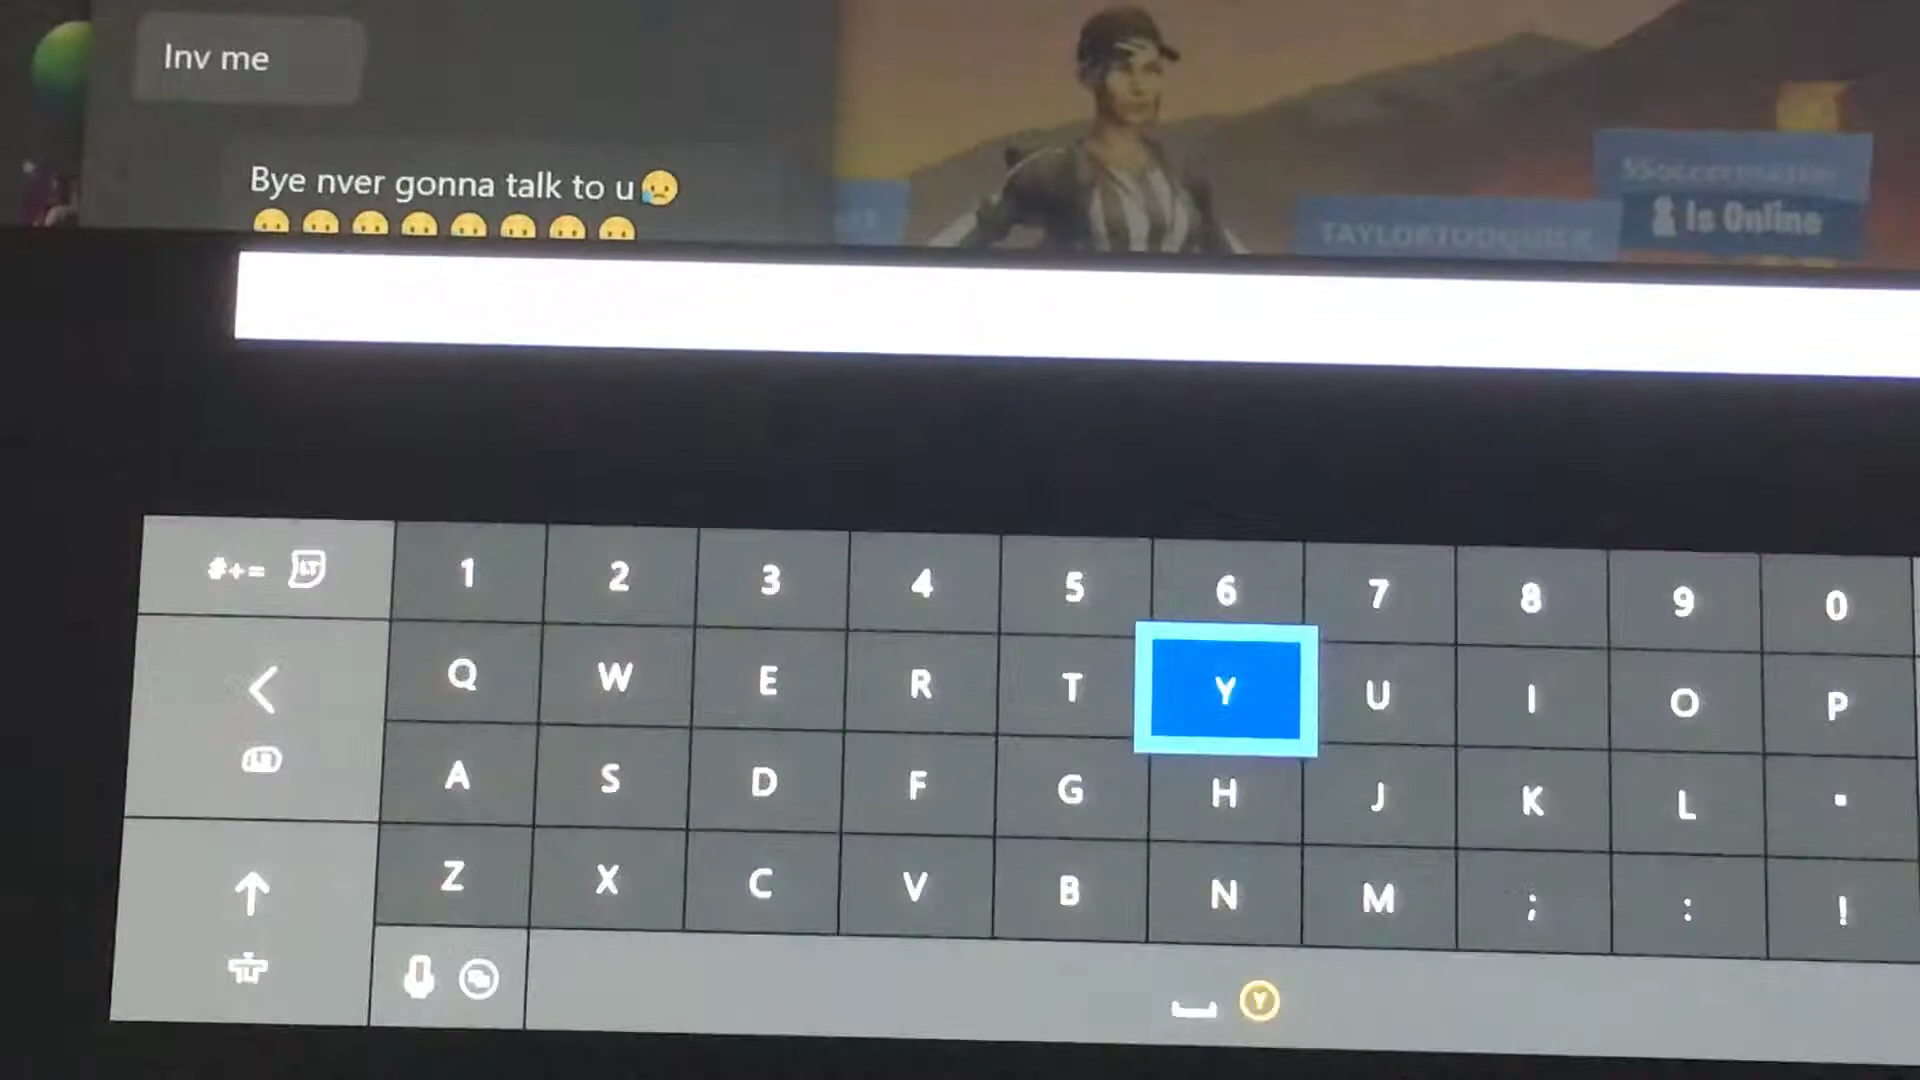 Inv me
Bye nver gonna talk to u😥
Is Online
#+= LT
1 2 3 4 5 6 7 8 9 0
Q W E R T Y U I O P
A S D F G H J K L .
Z X C V B N M ; : !
Y